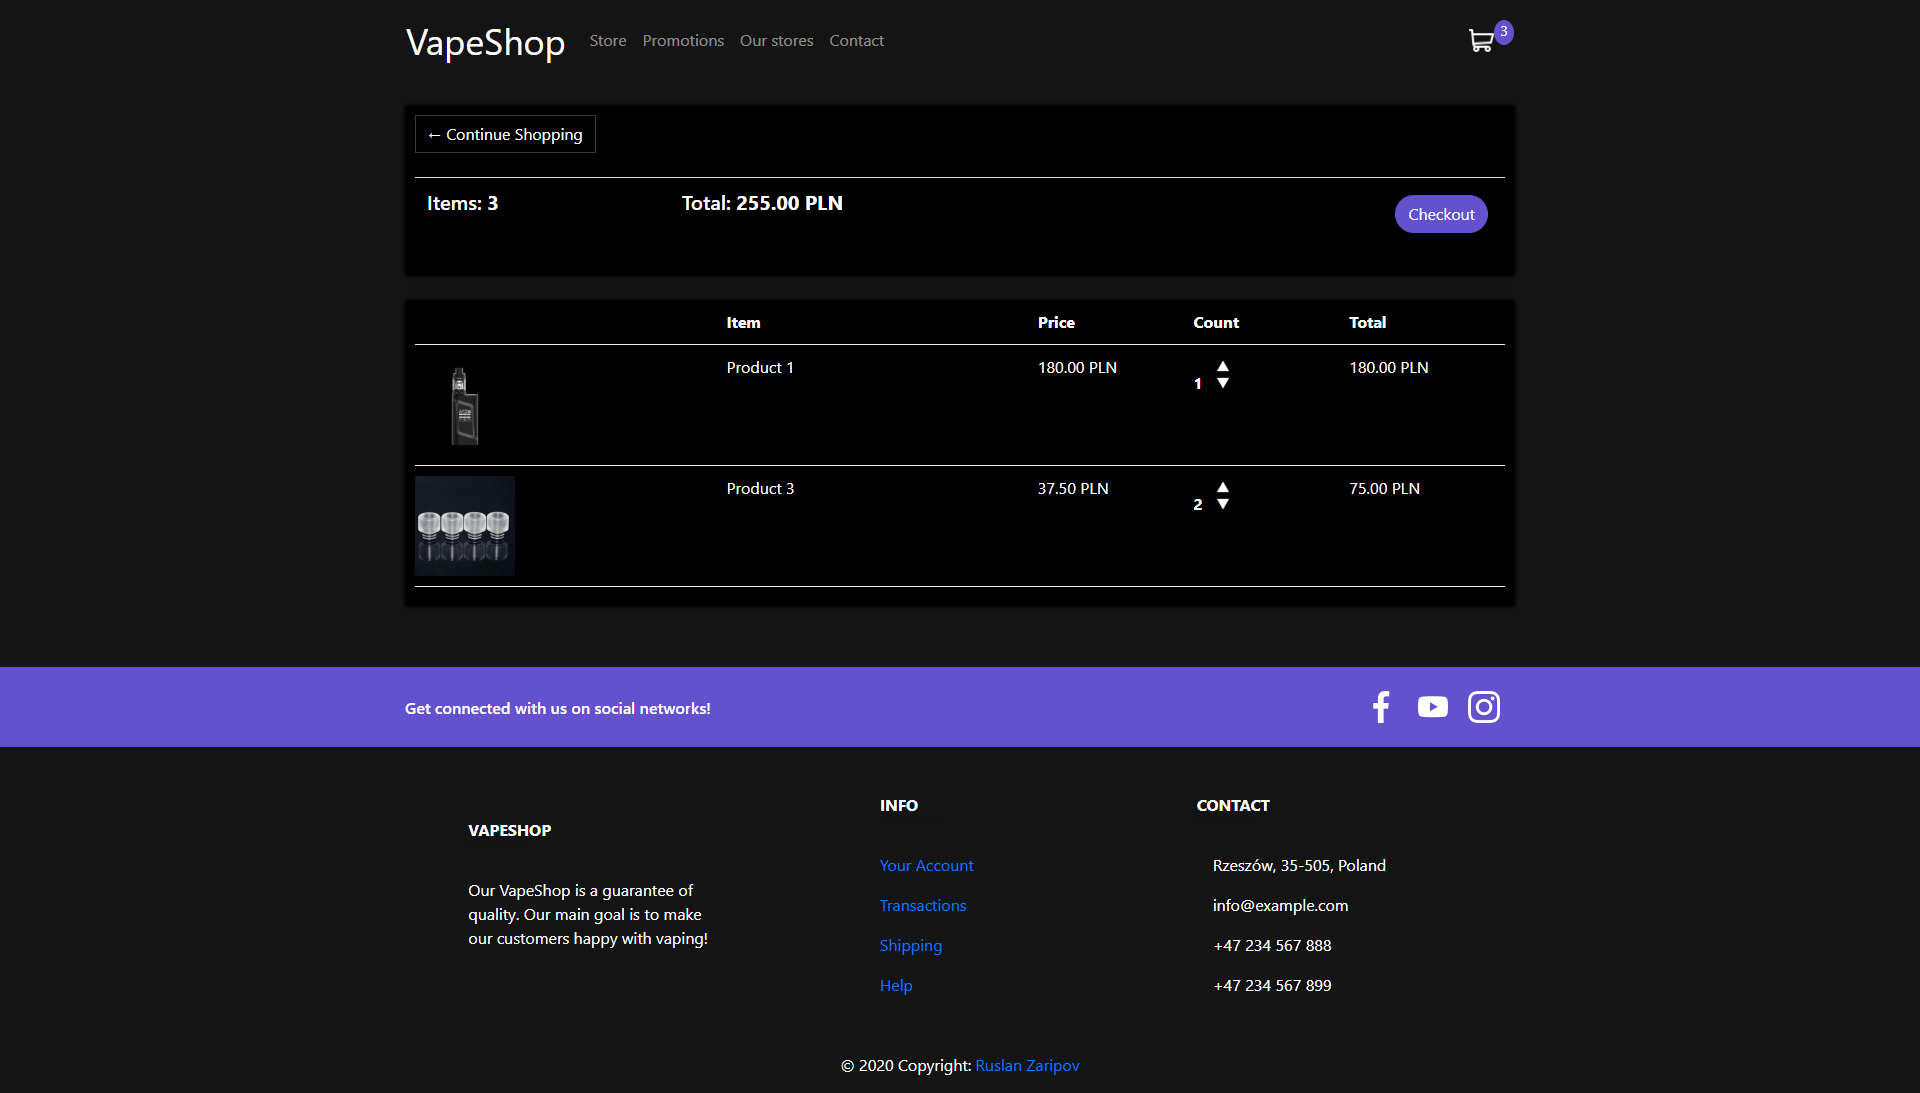 VapeShop Store Promotions Our stores Contact 3
← Continue Shopping
Items: 3 Total: 255.00 PLN Checkout
Item Price Count Total
Product 1 180.00 PLN 1 180.00 PLN
Product 3 37.50 PLN 2 75.00 PLN
Get connected with us on social networks!
VAPESHOP
Our VapeShop is a guarantee of
quality. Our main goal is to make
our customers happy with vaping!
INFO
Your Account
Transactions
Shipping
Help
CONTACT
Rzeszów, 35-505, Poland
info@example.com
+47 234 567 888
+47 234 567 899
© 2020 Copyright: Ruslan Zaripov